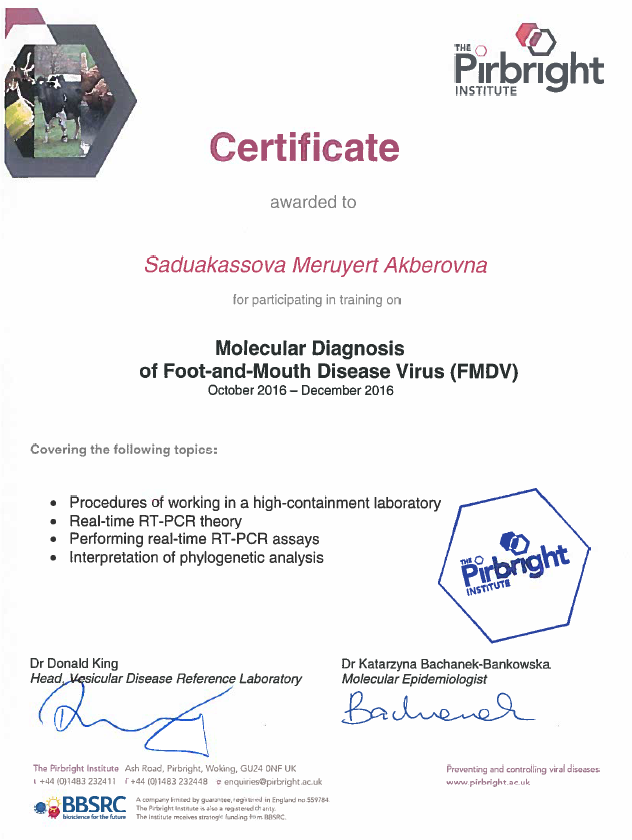 THE
Pirbright
INSTITUTE
Certificate
awarded to
Saduakassova Meruyert Akberovna
for participating in training on
Molecular Diagnosis
of Foot-and-Mouth Disease Virus (FMDV)
October 2016 – December 2016
Covering the following topics:
• Procedures of working in a high-containment laboratory
• Real-time RT-PCR theory
• Performing real-time RT-PCR assays
• Interpretation of phylogenetic analysis
THE
Pirbright
INSTITUTE
Dr Donald King
Head, Vesicular Disease Reference Laboratory
Dr Katarzyna Bachanek-Bankowska
Molecular Epidemiologist
Bachanek
The Pirbright Institute Ash Road, Pirbright, Woking, GU24 0NF UK
t +44 (0)1483 232411 f +44 (0)1483 232448 e enquiries@pirbright.ac.uk
Preventing and controlling viral diseases
www.pirbright.ac.uk
BBSRC
bioscience for the future
A company limited by guarantee, registered in England no 559784
The Pirbright Institute is also a registered charity.
The Institute receives strategic funding from BBSRC.